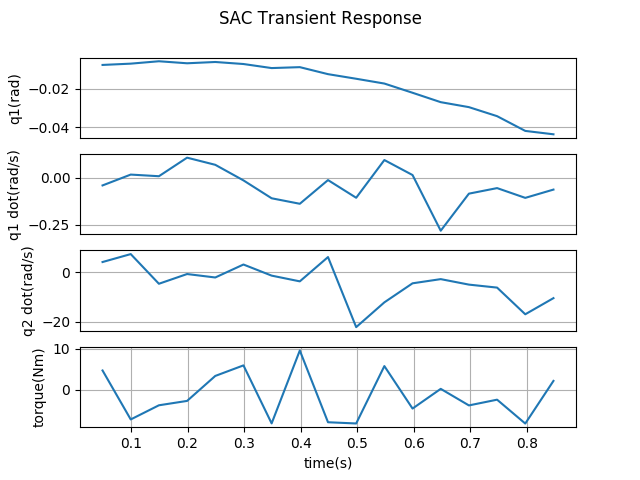 SAC Transient Response
q1(rad)
−0.02
−0.04
q1 dot(rad/s)
0.00
−0.25
q2 dot(rad/s)
0
−20
torque(Nm)
10
0
0.1 0.2 0.3 0.4 0.5 0.6 0.7 0.8
time(s)